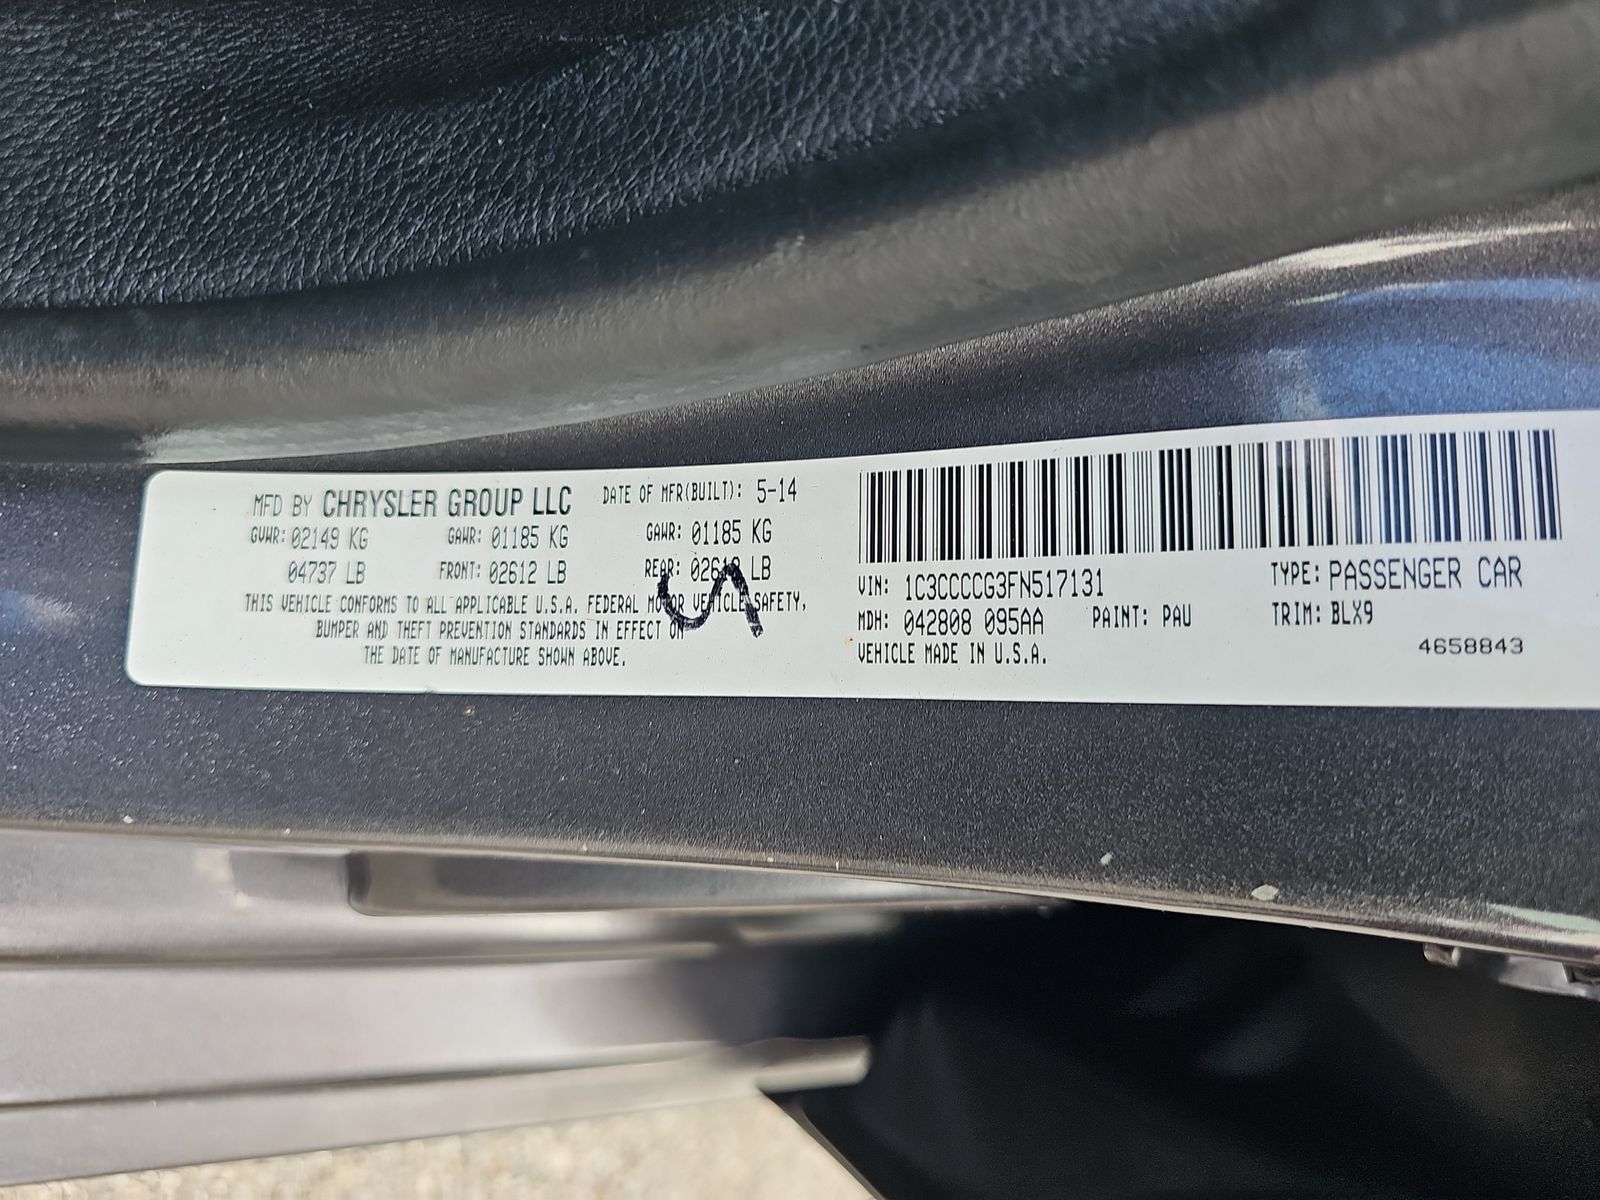 MFD BY CHRYSLER GROUP LLC DATE OF MFR(BUILT): 5-14
GVWR: 02149 KG GAWR: 01185 KG GAWR: 01185 KG
04737 LB FRONT: 02612 LB REAR: 02612 LB
THIS VEHICLE CONFORMS TO ALL APPLICABLE U.S.A. FEDERAL MOTOR VEHICLE SAFETY,
BUMPER AND THEFT PREVENTION STANDARDS IN EFFECT ON
THE DATE OF MANUFACTURE SHOWN ABOVE.
VIN: 1C3CCCCG3FN517131 TYPE: PASSENGER CAR
MDH: 042808 095AA PAINT: PAU TRIM: BLX9
VEHICLE MADE IN U.S.A. 4658843